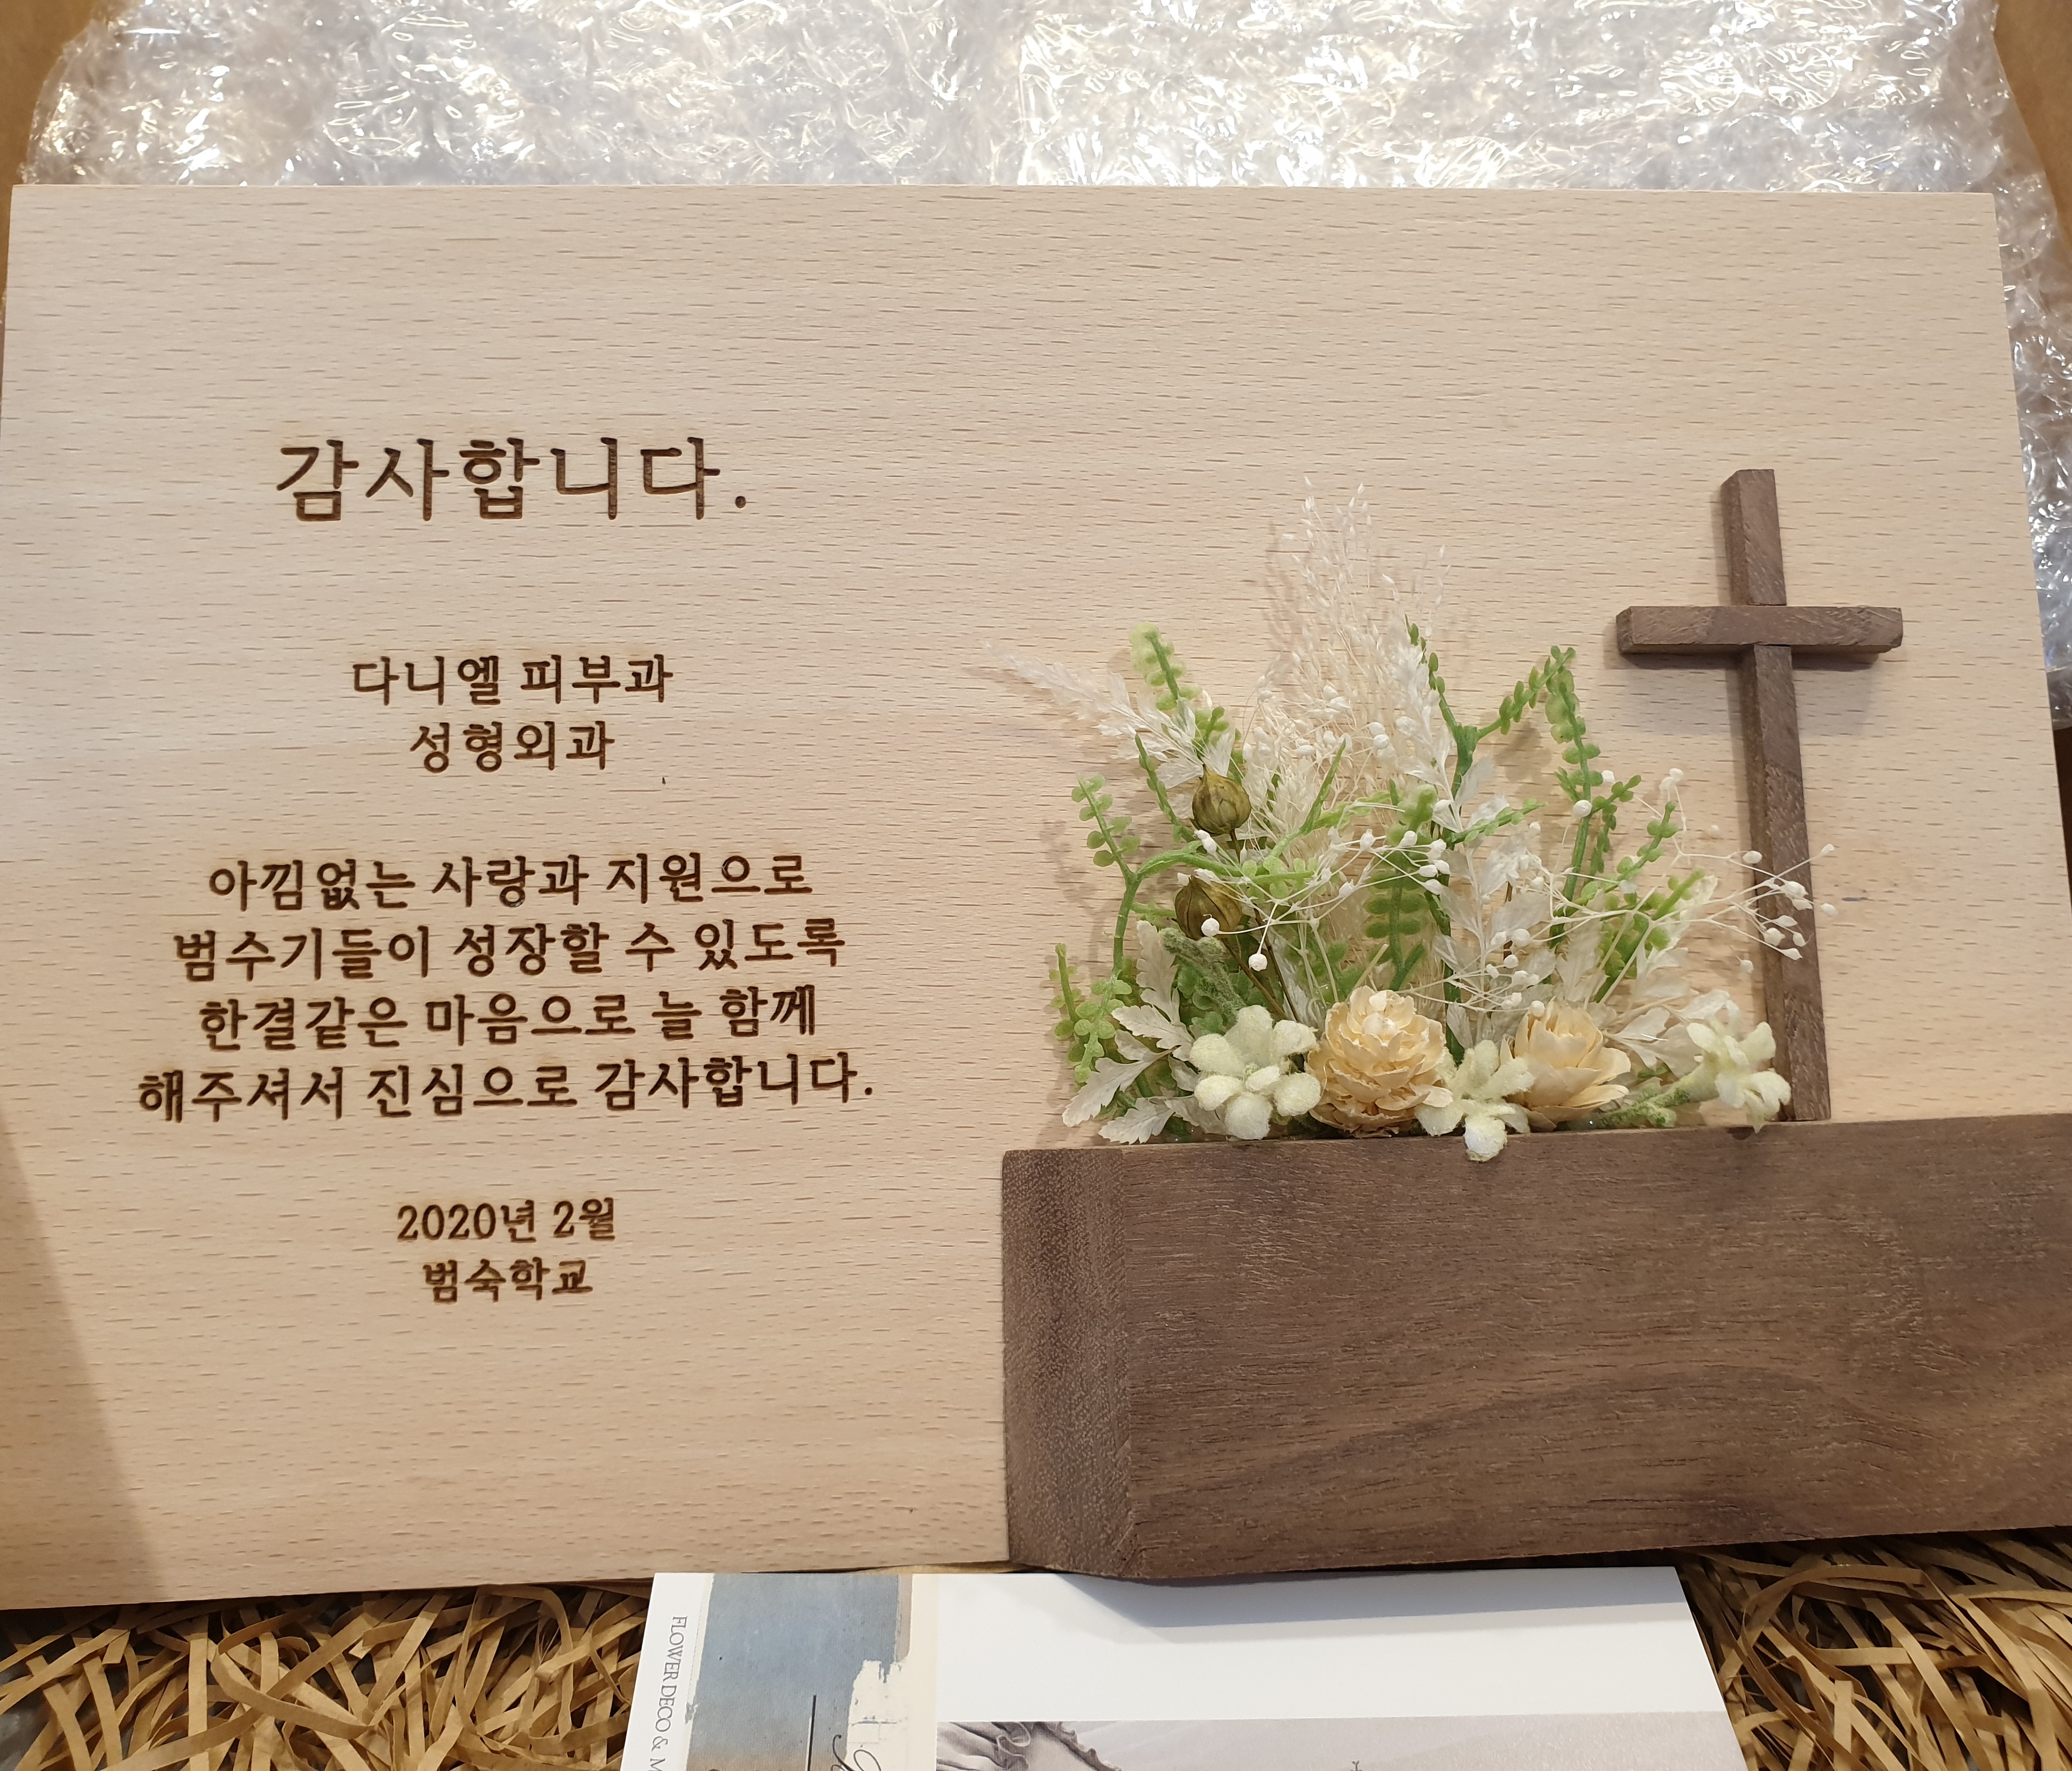 감사합니다.
다니엘 피부과
성형외과
아낌없는 사랑과 지원으로
범수기들이 성장할 수 있도록
한결같은 마음으로 늘 함께
해주셔서 진심으로 감사합니다.
2020년 2월
범숙학교
FLOWER DECO &